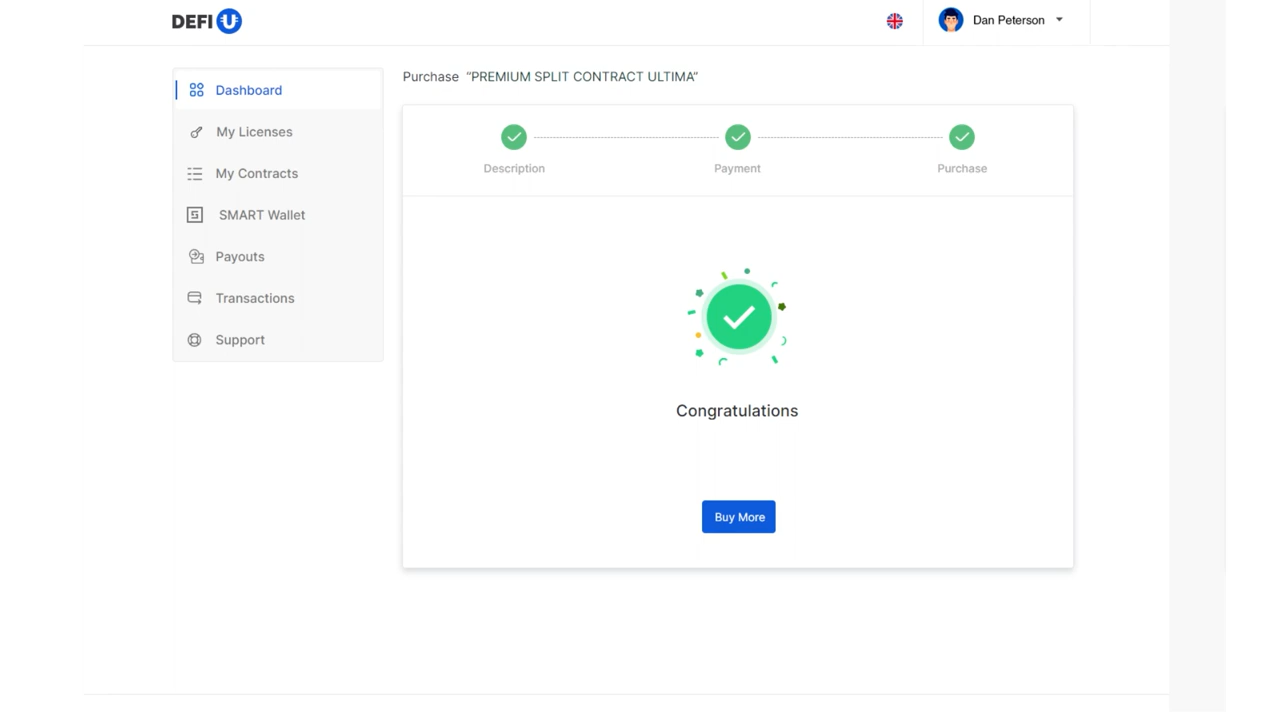 DEFI U
Dan Peterson
Dashboard
My Licenses
My Contracts
SMART Wallet
Payouts
Transactions
Support
Purchase “PREMIUM SPLIT CONTRACT ULTIMA”
Description
Payment
Purchase
Congratulations
Buy More